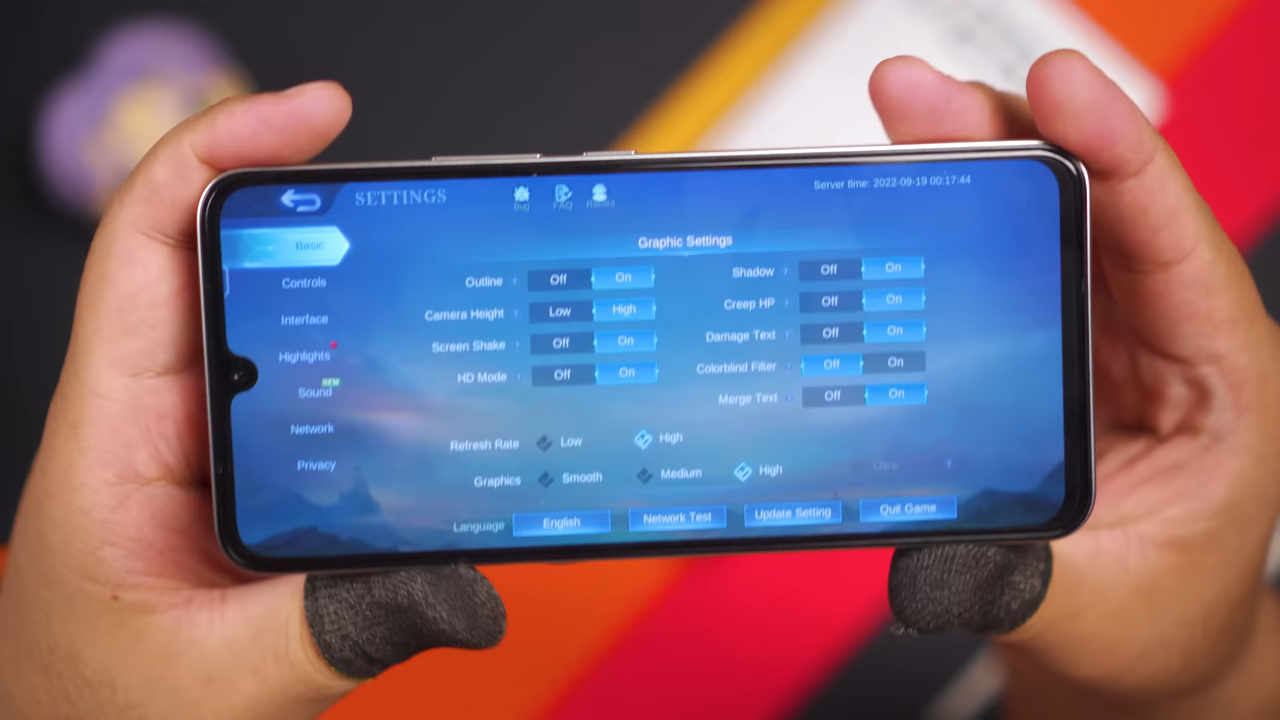 SETTINGS
Bug
FAQ
Record
Server time: 2022-09-19 00:17:44
Basic
Controls
Interface
Highlights
NEW
Sound
Network
Privacy
Graphic Settings
Outline ? Off On
Camera Height ? Low High
Screen Shake ? Off On
HD Mode ? Off On
Shadow ? Off On
Creep HP ? Off On
Damage Text ? Off On
Colorblind Filter ? Off On
Merge Text ? Off On
Refresh Rate Low High
Graphics Smooth Medium High Ultra
Language English Network Test Update Setting Quit Game